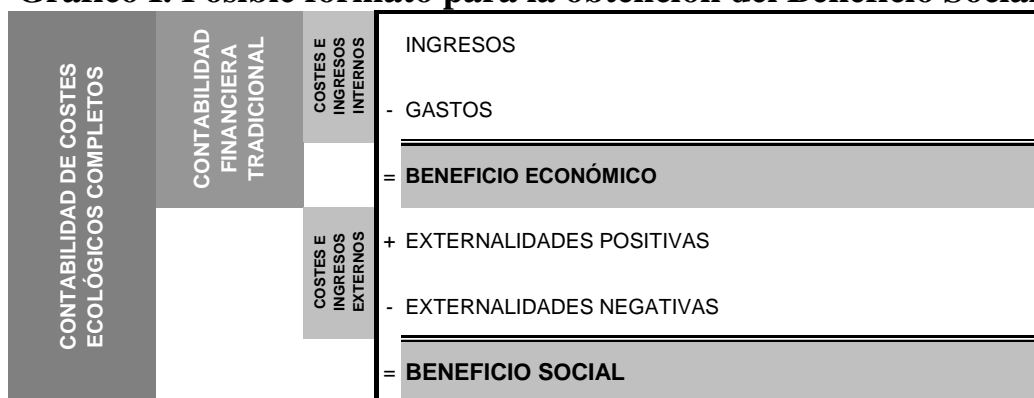 Gráfico 1. Posible formato para la obtención del Beneficio Social
CONTABILIDAD DE COSTES
ECOLÓGICOS COMPLETOS
CONTABILIDAD
FINANCIERA
TRADICIONAL
COSTES E
INGRESOS
INTERNOS
INGRESOS
- GASTOS
= BENEFICIO ECONÓMICO
COSTES E
INGRESOS
EXTERNOS
+ EXTERNALIDADES POSITIVAS
- EXTERNALIDADES NEGATIVAS
= BENEFICIO SOCIAL